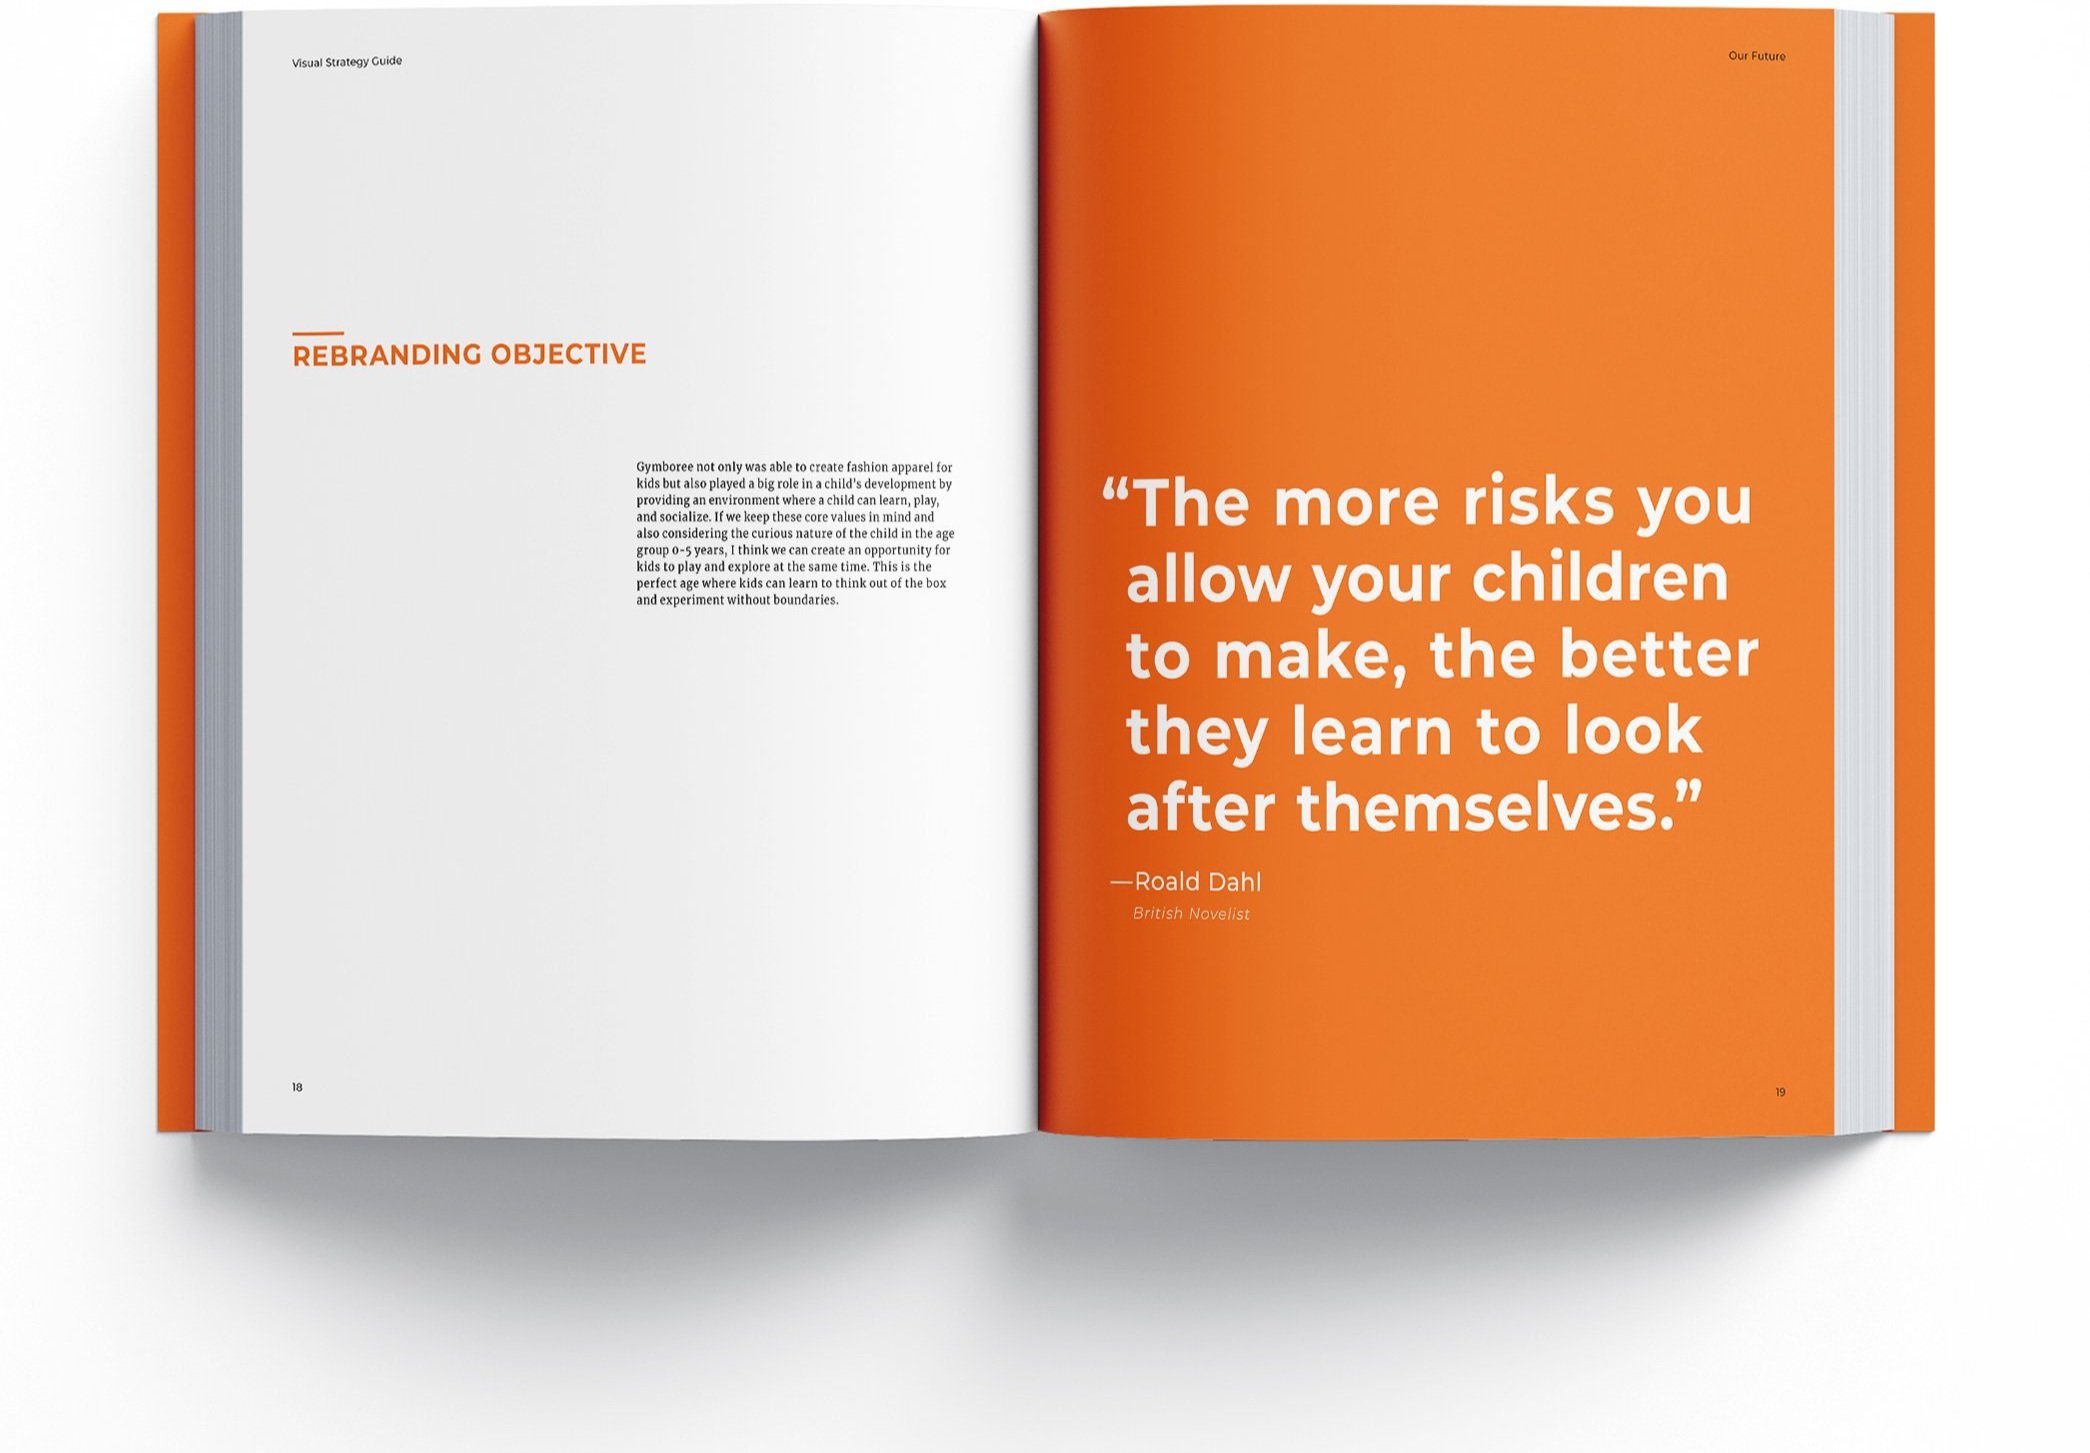 Visual Strategy Guide
REBRANDING OBJECTIVE
Gymboree not only was able to create fashion apparel for
kids but also played a big role in a child's development by
providing an environment where a child can learn, play,
and socialize. If we keep these core values in mind and
also considering the curious nature of the child in the age
group 0-5 years, I think we can create an opportunity for
kids to play and explore at the same time. This is the
perfect age where kids can learn to think out of the box
and experiment without boundaries.
18
Our Future
“The more risks you
allow your children
to make, the better
they learn to look
after themselves.”
—Roald Dahl
British Novelist
19